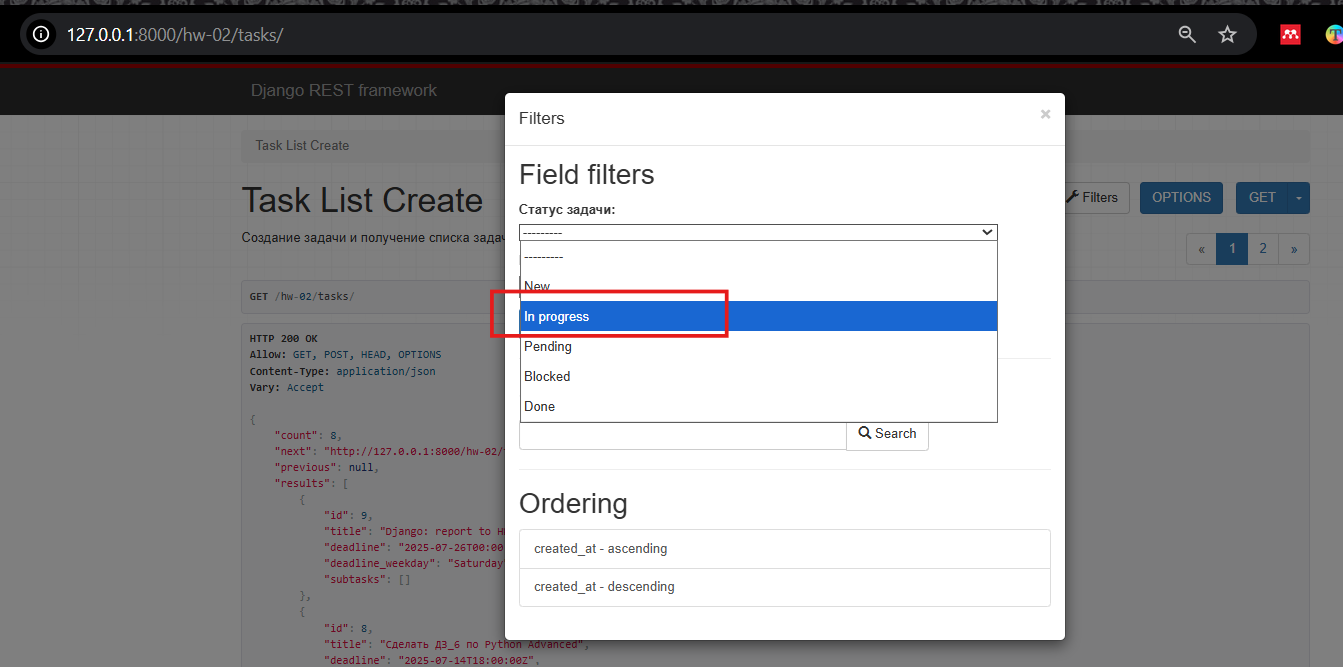 127.0.0.1:8000/hw-02/tasks/
Django REST framework
Task List Create
Task List Create
Создание задачи и получение списка
Filters
OPTIONS
GET
« 1 2 »
GET /hw-02/tasks/
HTTP 200 OK
Allow: GET, POST, HEAD, OPTIONS
Content-Type: application/json
Vary: Accept
{
"count": 8,
"next": "http://127.0.0.1:8000/hw-02/
"previous": null,
"results": [
{
"id": 9,
"title": "Django: report to
"deadline": "2025-07-26T00:00
"deadline_weekday": "Saturday"
"subtasks": []
},
{
"id": 8,
"title": "Сделать ДЗ_6 по Python Advanced",
"deadline": "2025-07-14T18:00:00Z",
Filters ×
Field filters
Статус задачи:
---------
---------
New
In progress
Pending
Blocked
Done
Search
Ordering
created_at - ascending
created_at - descending